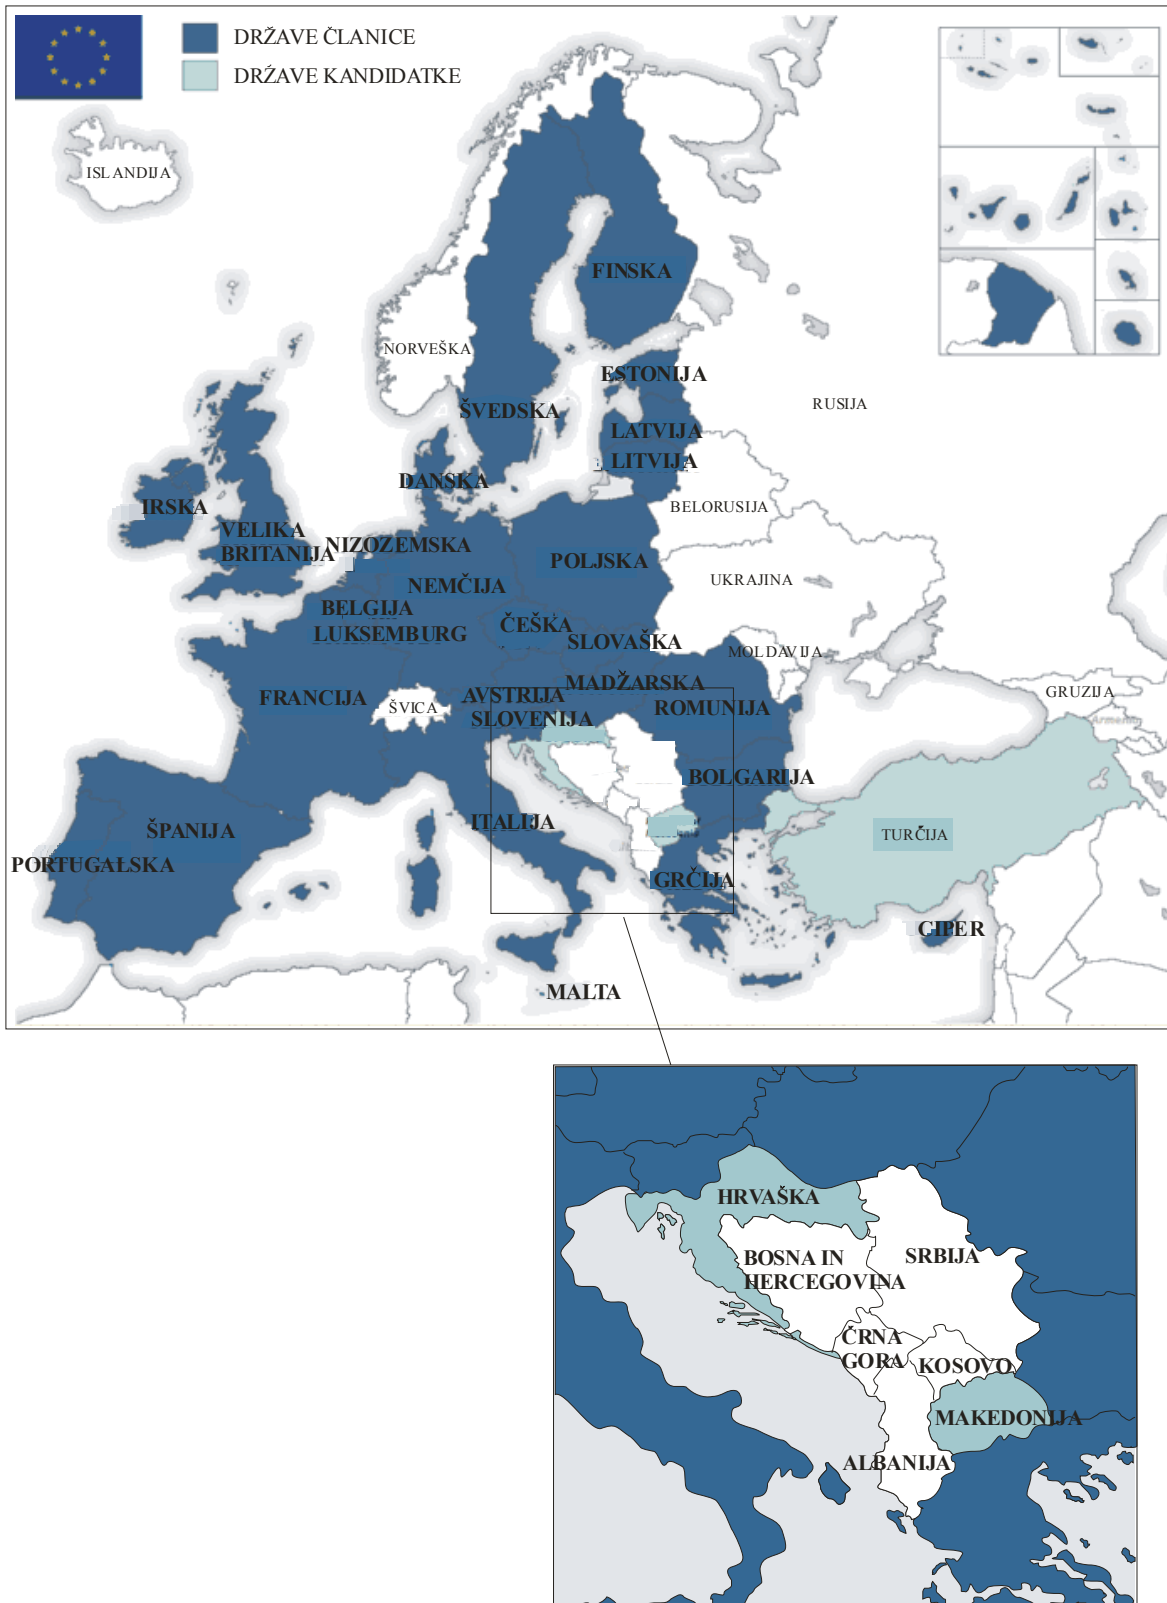 DRŽAVE ČLANICE
DRŽAVE KANDIDATKE
ISLANDIJA
FINSKA
NORVEŠKA
ESTONIJA
RUSIJA
ŠVEDSKA
LATVIJA
LITVIJA
DANSKA
IRSKA
BELORUSIJA
VELIKA
BRITANIJA
NIZOZEMSKA
POLJSKA
UKRAJINA
NEMČIJA
BELGIJA
LUKSEMBURG
ČEŠKA
SLOVAŠKA
MOLDAVIJA
MADŽARSKA
FRANCIJA
ŠVICA
AVSTRIJA
SLOVENIJA
ROMUNIJA
GRUZIJA
Armenia
BOLGARIJA
ITALIJA
ŠPANIJA
TURČIJA
PORTUGALSKA
GRČIJA
CIPER
MALTA
HRVAŠKA
BOSNA IN
HERCEGOVINA
SRBIJA
ČRNA
GORA
KOSOVO
MAKEDONIJA
ALBANIJA